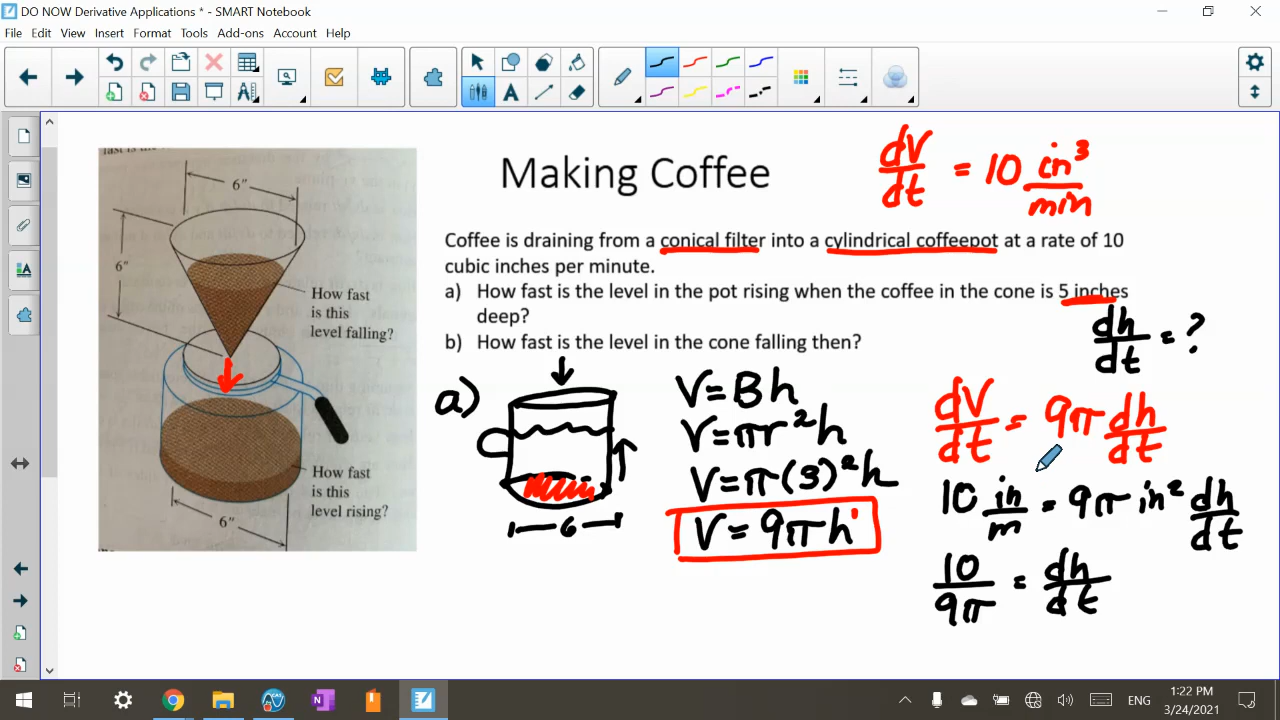 DO NOW Derivative Applications * - SMART Notebook
File Edit View Insert Format Tools Add-ons Account Help
6"
6"
How fast
is this
level falling?
How fast
is this
level rising?
6"
Making Coffee
dV/dt = 10 in³/min
Coffee is draining from a conical filter into a cylindrical coffeepot at a rate of 10
cubic inches per minute.
a) How fast is the level in the pot rising when the coffee in the cone is 5 inches
deep?
b) How fast is the level in the cone falling then?
dh/dt = ?
a)
6
V = Bh
V = πr²h
V = π(3)²h
V = 9πh
dV/dt = 9π dh/dt
10 in/m = 9π in² dh/dt
10/9π = dh/dt
ENG
1:22 PM
3/24/2021